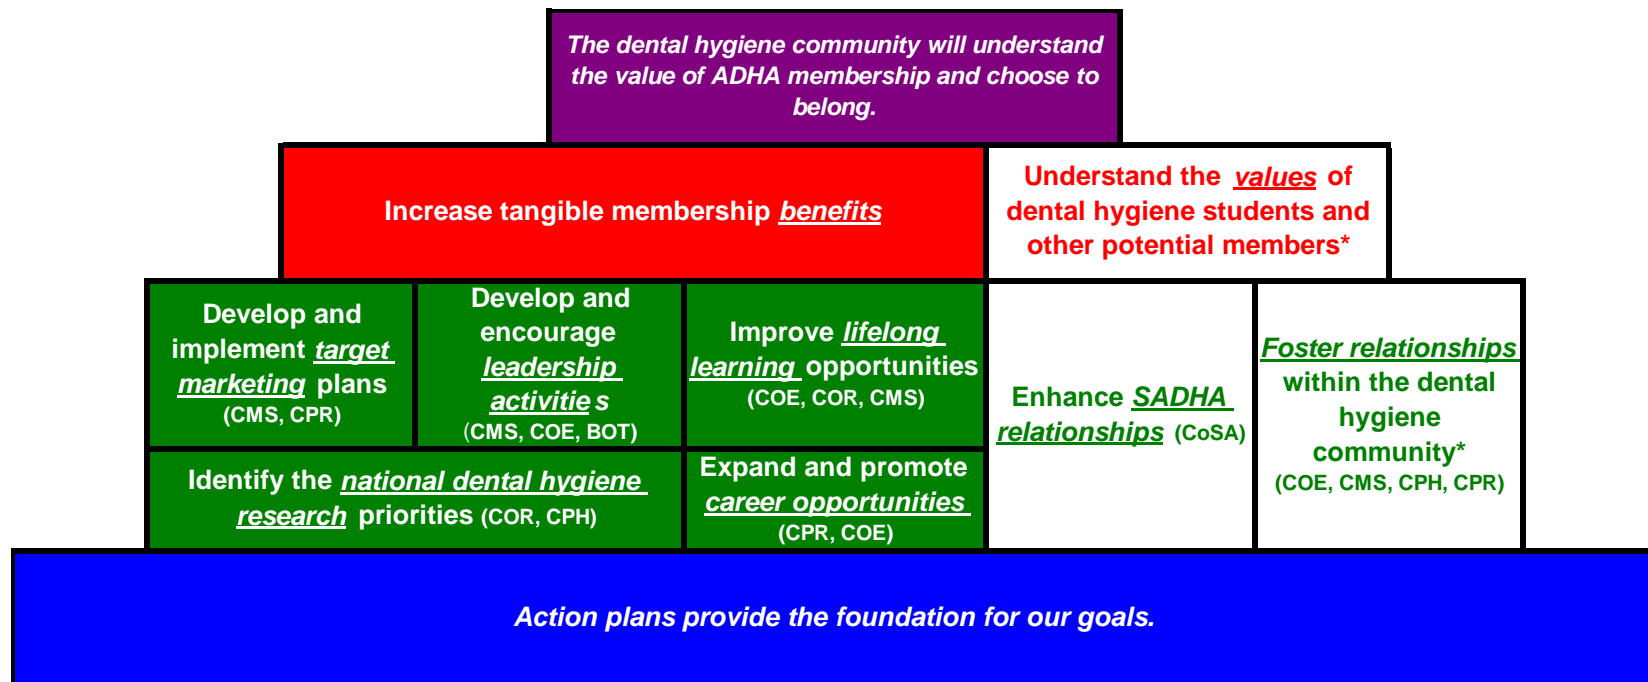 The dental hygiene community will understand
the value of ADHA membership and choose to
belong.
Increase tangible membership benefits
Understand the values of
dental hygiene students and
other potential members*
Develop and
implement target
marketing plans
(CMS, CPR)
Develop and
encourage
leadership
activities
(CMS, COE, BOT)
Improve lifelong
learning opportunities
(COE, COR, CMS)
Enhance SADHA
relationships (CoSA)
Foster relationships
within the dental
hygiene
community*
(COE, CMS, CPH, CPR)
Identify the national dental hygiene
research priorities (COR, CPH)
Expand and promote
career opportunities
(CPR, COE)
Action plans provide the foundation for our goals.